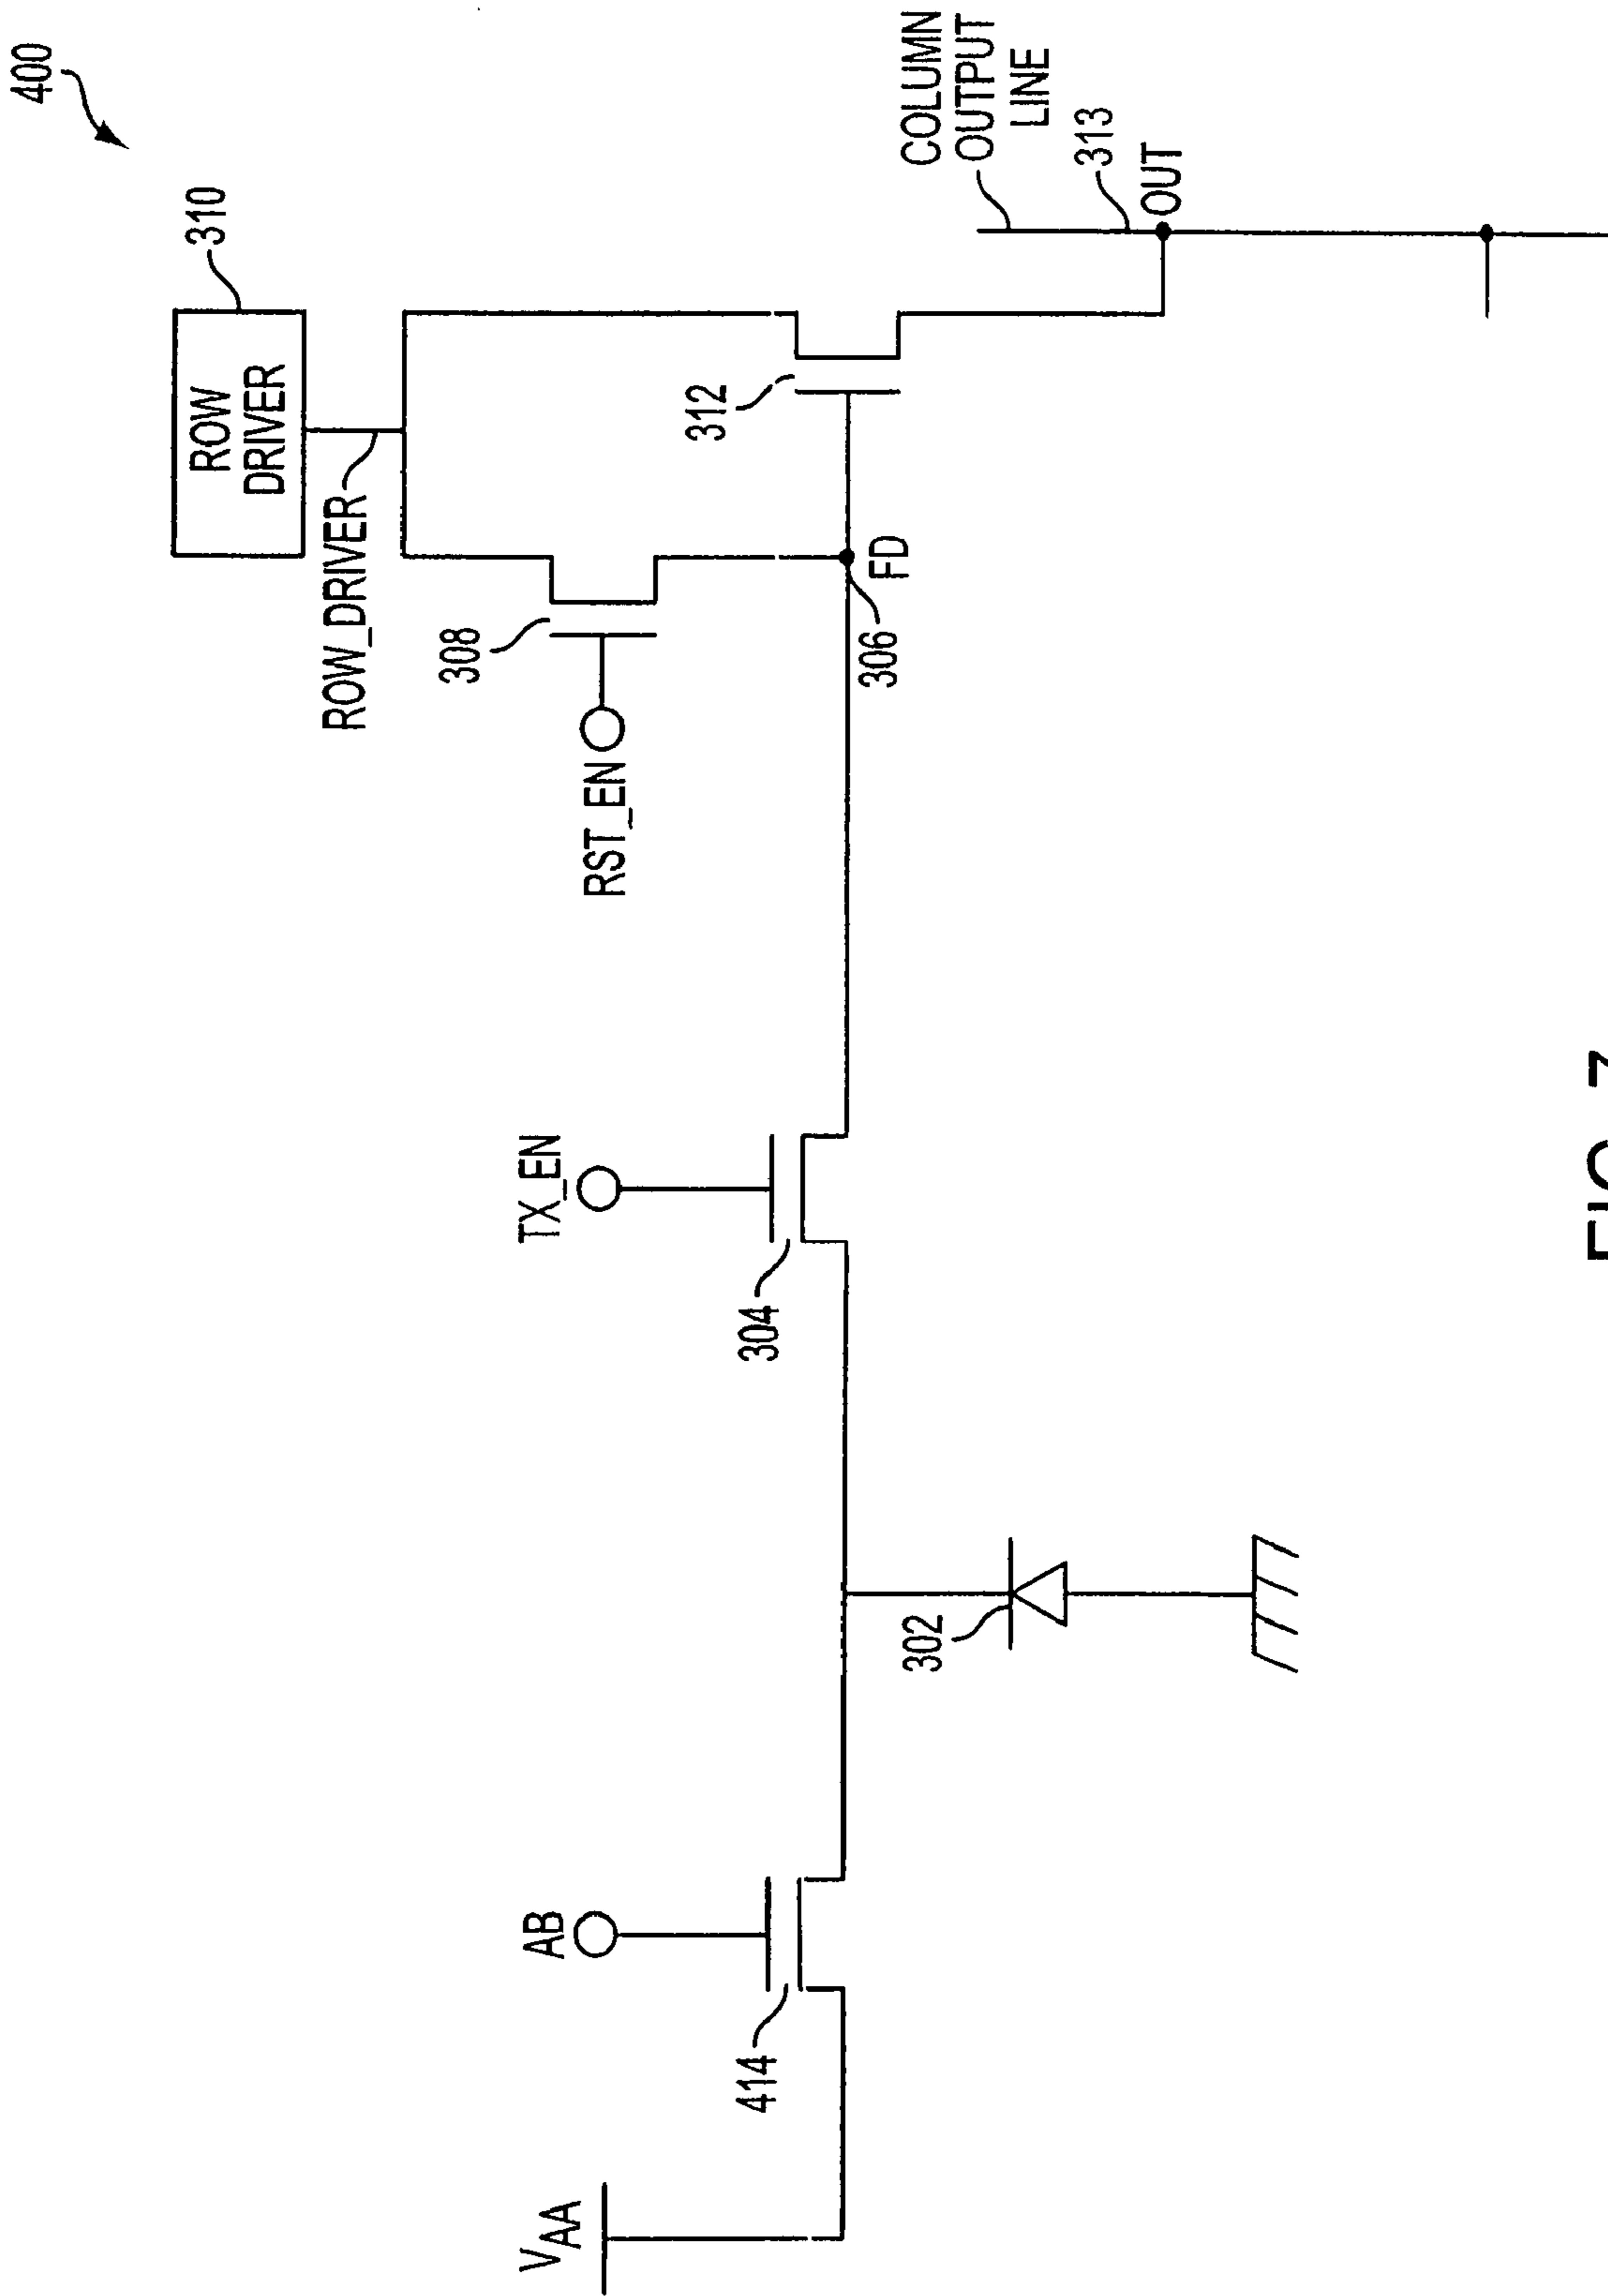 400
310
ROW
DRIVER
ROW_DRIVER
308
RST_EN
312
COLUMN
OUTPUT
LINE
313
OUT
FD
306
TX_EN
304
302
AB
414
VAA